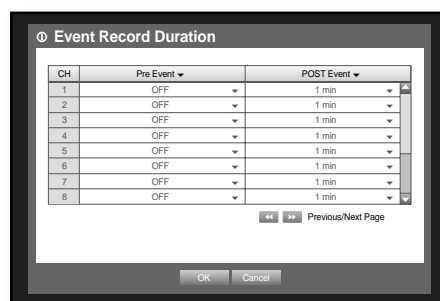 Event Record Duration
CH Pre Event POST Event
1 OFF 1 min
2 OFF 1 min
3 OFF 1 min
4 OFF 1 min
5 OFF 1 min
6 OFF 1 min
7 OFF 1 min
8 OFF 1 min
Previous/Next Page
OK Cancel